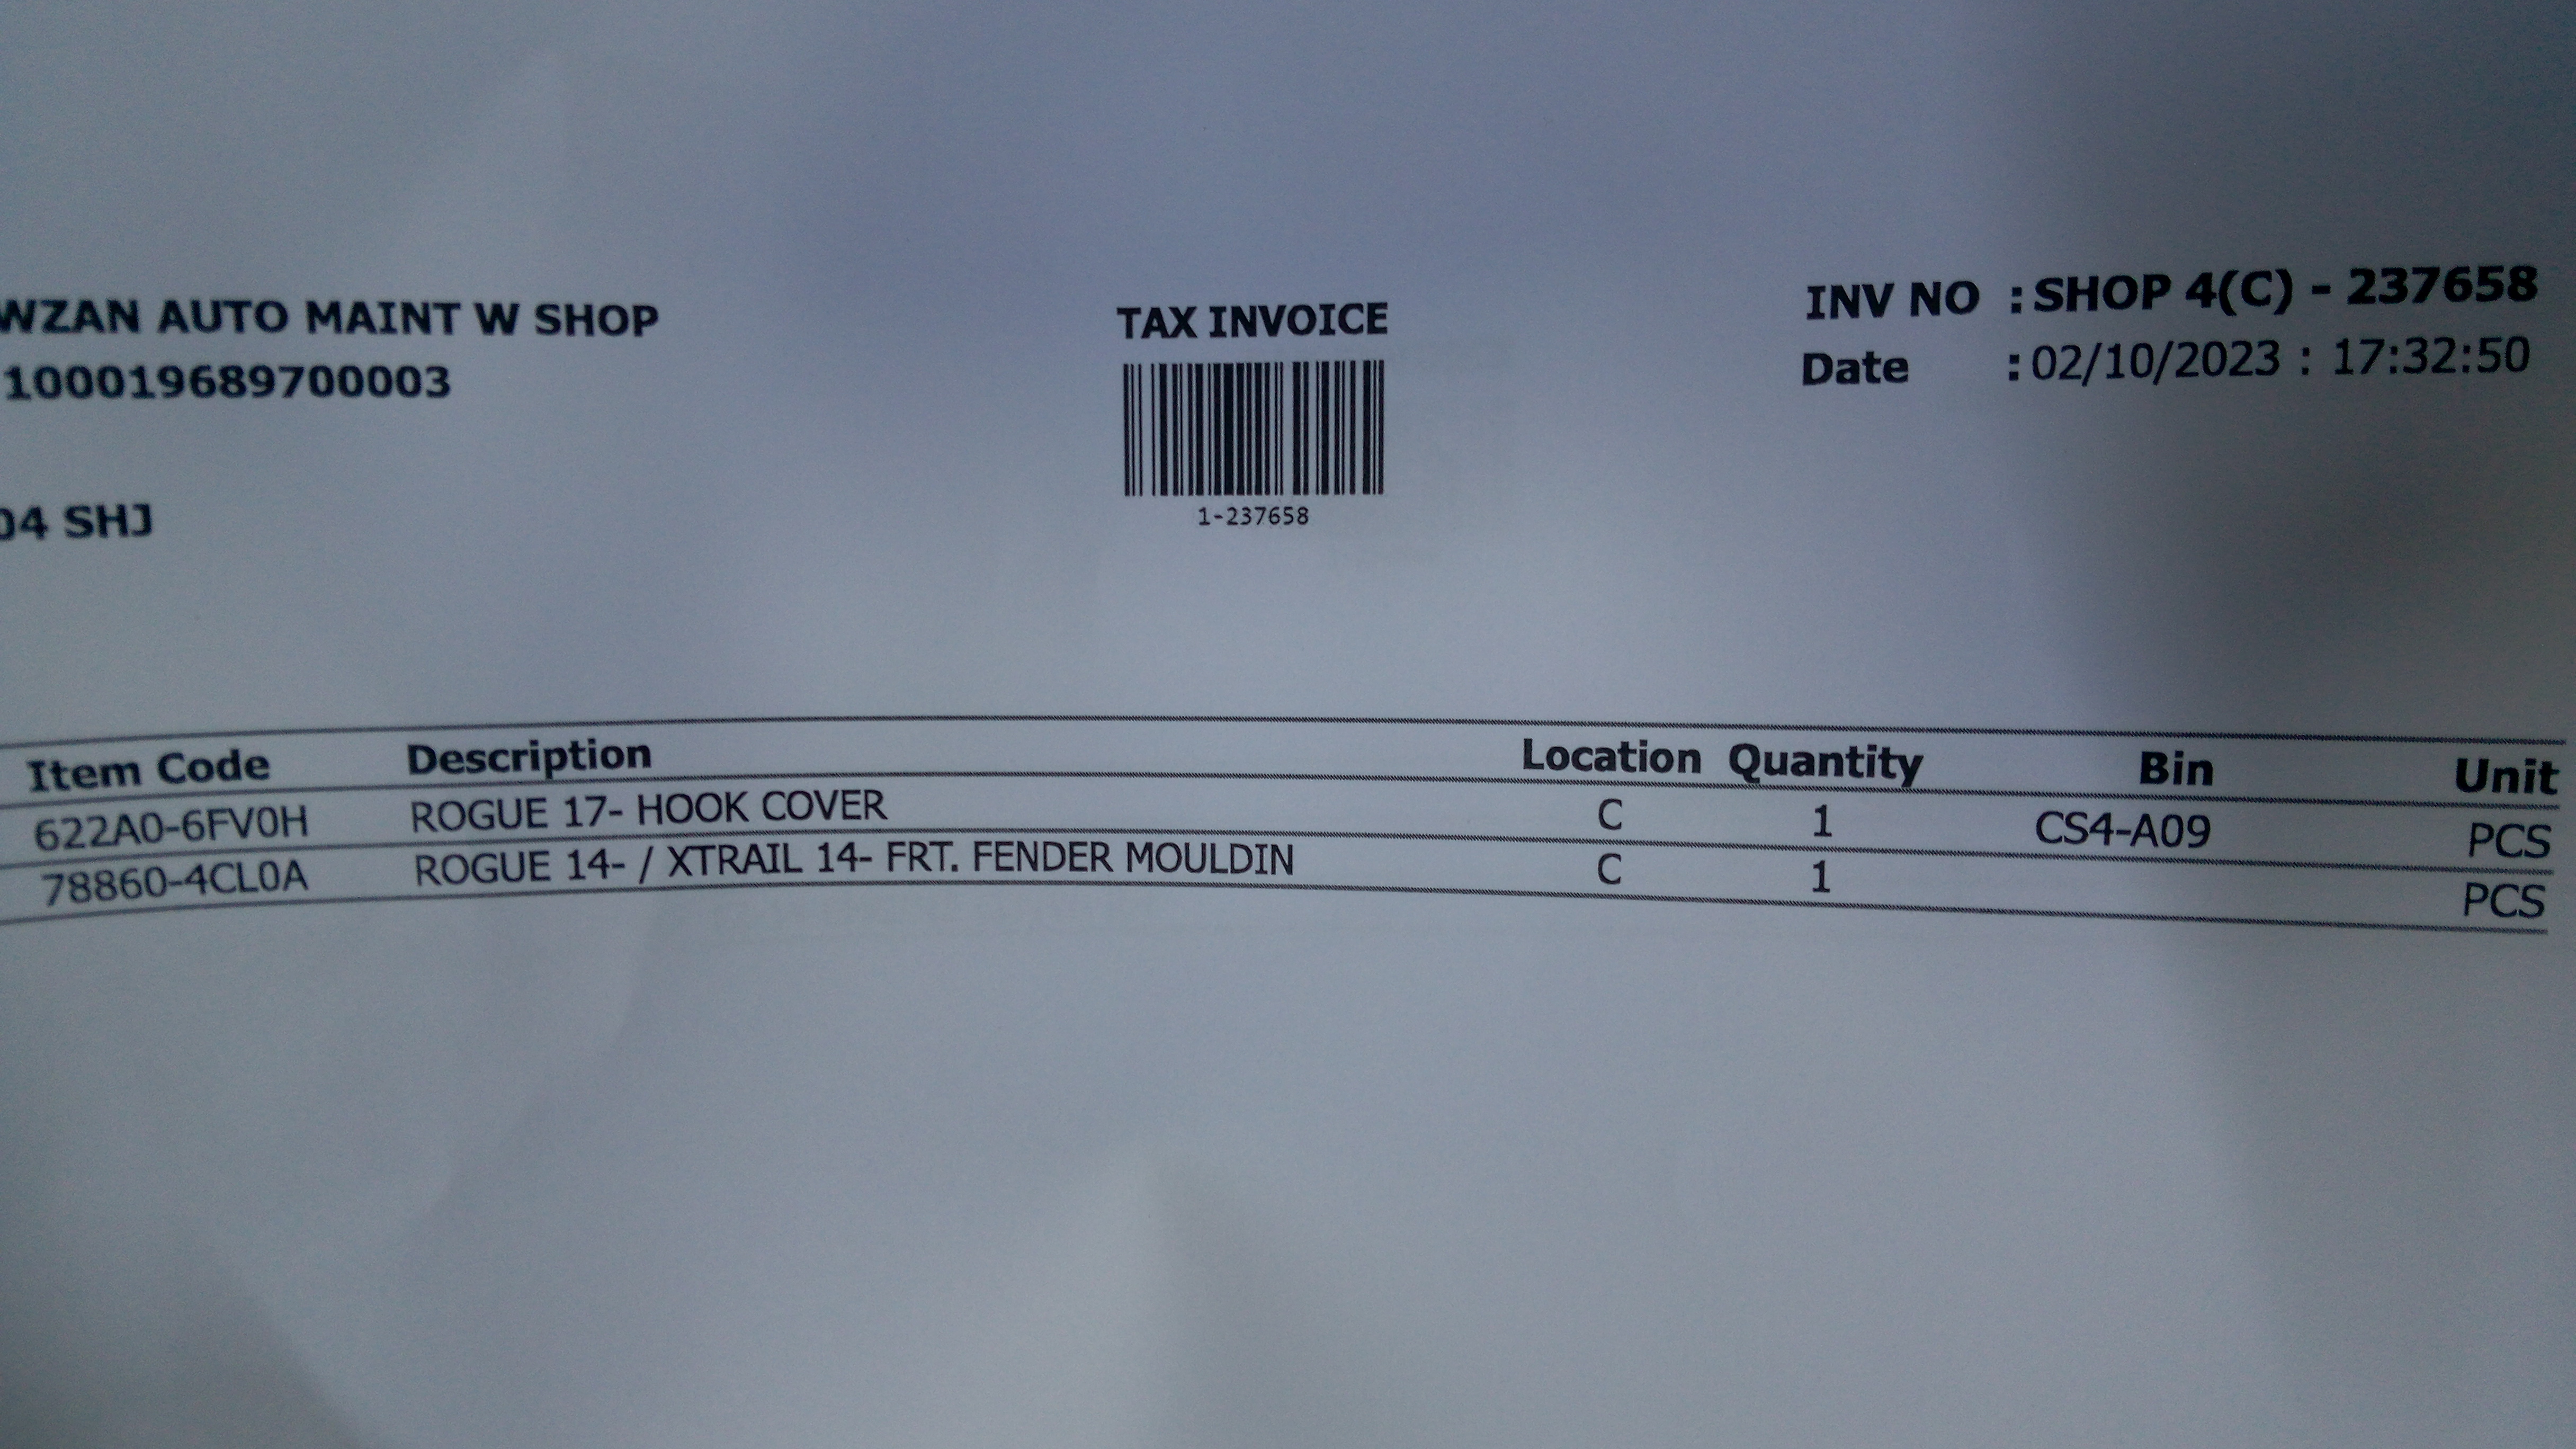 WZAN AUTO MAINT W SHOP
100019689700003
04 SHJ
TAX INVOICE
1-237658
INV NO : SHOP 4(C) - 237658
Date : 02/10/2023 : 17:32:50
Item Code Description Location Quantity Bin Unit
622A0-6FV0H ROGUE 17- HOOK COVER C 1 CS4-A09 PCS
78860-4CL0A ROGUE 14- / XTRAIL 14- FRT. FENDER MOULDIN C 1 PCS